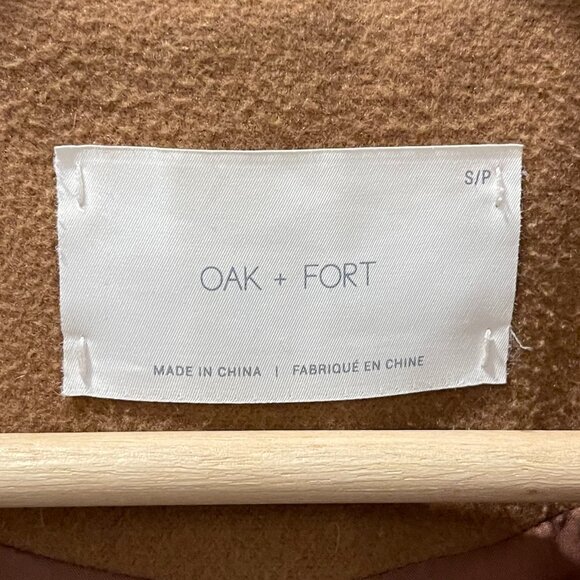 S/P
OAK + FORT
MADE IN CHINA | FABRIQUÉ EN CHINE